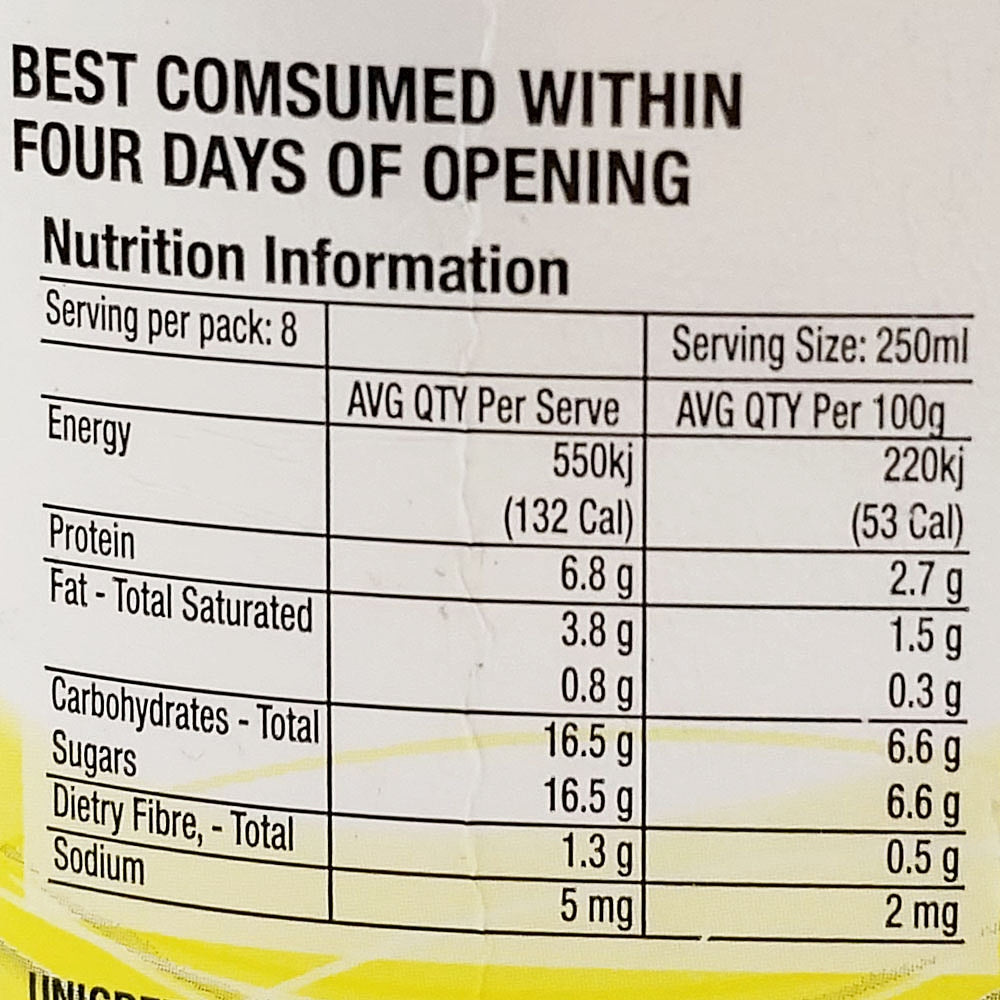 BEST COMSUMED WITHIN
FOUR DAYS OF OPENING
Nutrition Information
Serving per pack: 8 Serving Size: 250ml
AVG QTY Per Serve AVG QTY Per 100g
Energy 550kj 220kj
(132 Cal) (53 Cal)
Protein 6.8 g 2.7 g
Fat - Total Saturated 3.8 g 1.5 g
0.8 g 0.3 g
Carbohydrates - Total 16.5 g 6.6 g
Sugars 16.5 g 6.6 g
Dietry Fibre, - Total 1.3 g 0.5 g
Sodium 5 mg 2 mg